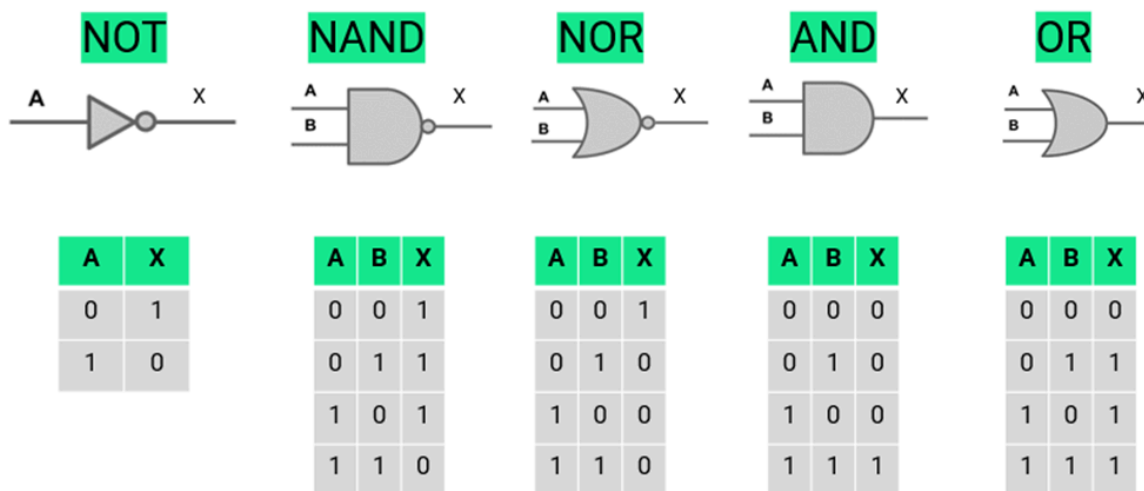 NOT NAND NOR AND OR
A X A X A X A X A X
B B B B
A X A B X A B X A B X A B X
0 1 0 0 1 0 0 1 0 0 0 0 0 0
1 0 0 1 1 0 1 0 0 1 0 0 1 1
1 0 1 1 0 0 1 0 0 1 0 1
1 1 0 1 1 0 1 1 1 1 1 1